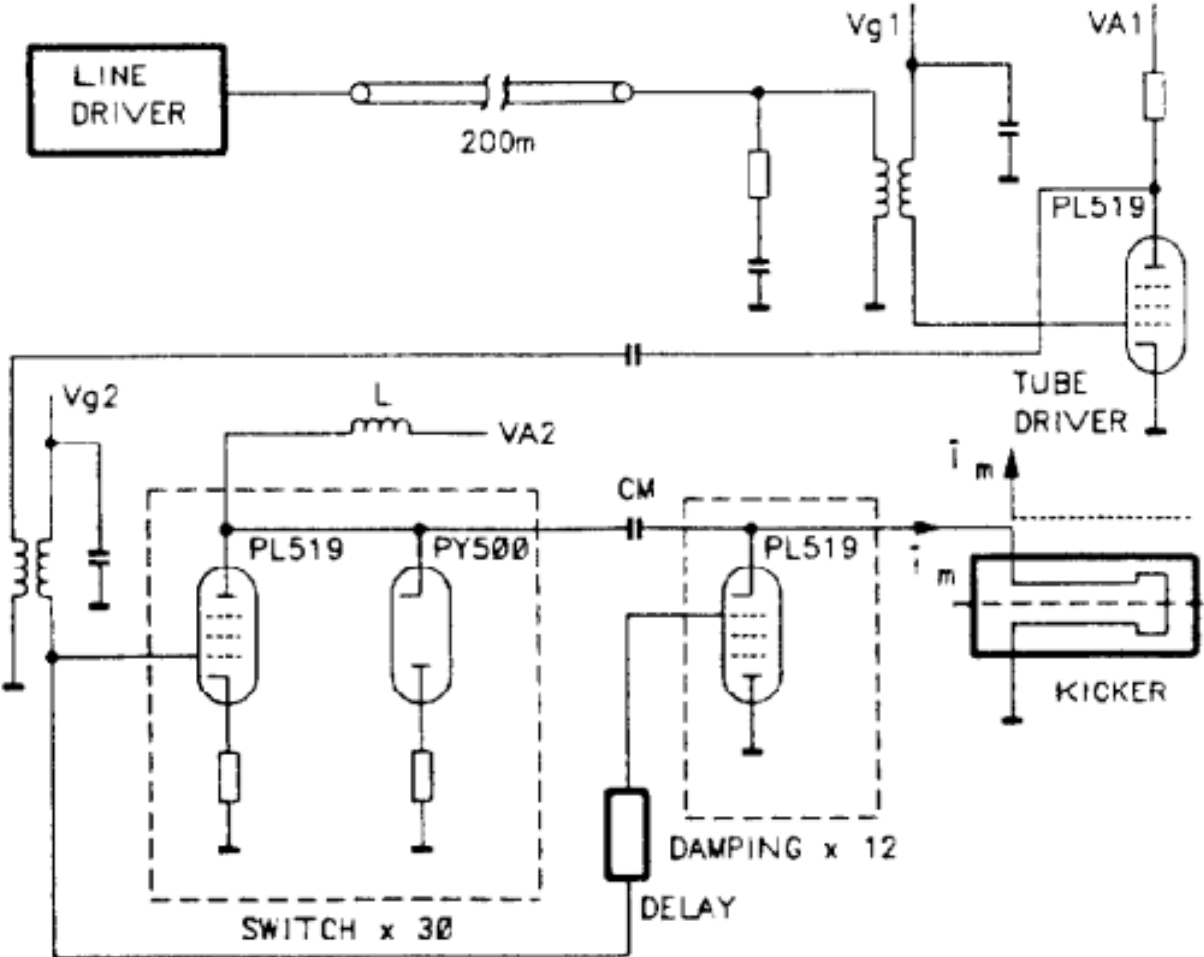 LINE
DRIVER
200m
Vg1
VA1
PL519
TUBE
DRIVER
Vg2
L
VA2
CM
PL519
PY500
PL519
i m
i m
KICKER
DAMPING x 12
DELAY
SWITCH x 30